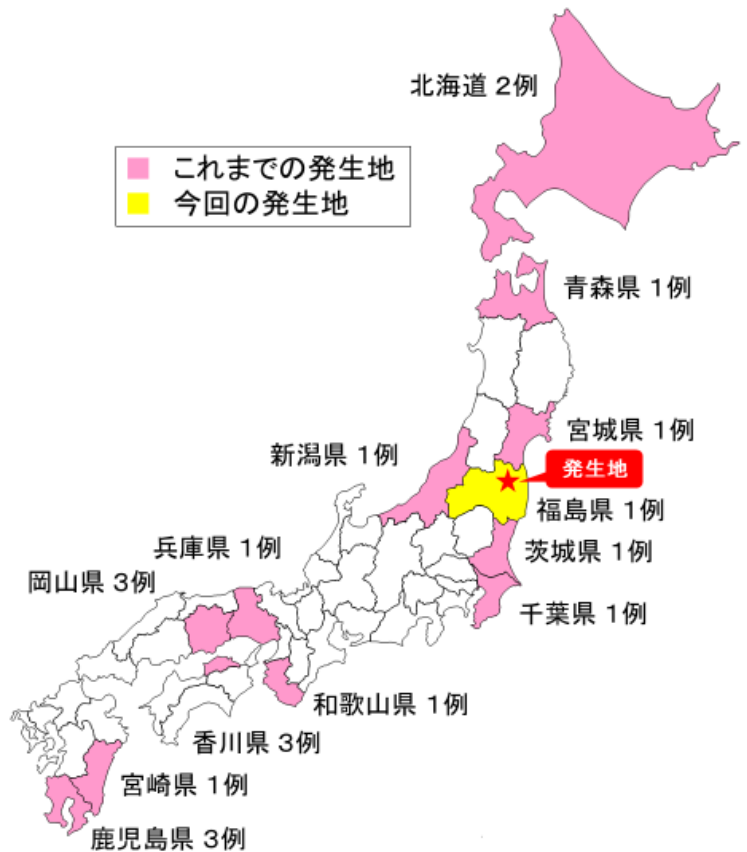 北海道 2例
これまでの発生地
今回の発生地
青森県 1例
宮城県 1例
新潟県 1例
発生地
福島県 1例
兵庫県 1例
茨城県 1例
岡山県 3例
千葉県 1例
和歌山県 1例
香川県 3例
宮崎県 1例
鹿児島県 3例